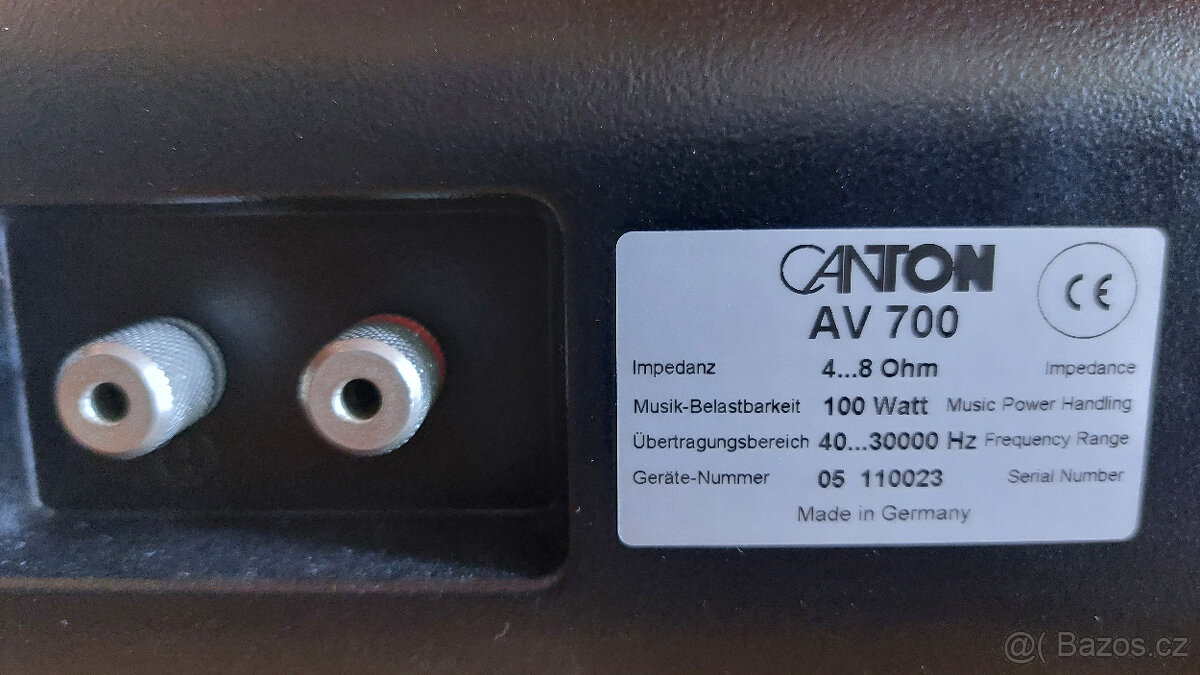 CANTON
CE
AV 700
Impedanz 4...8 Ohm Impedance
Musik-Belastbarkeit 100 Watt Music Power Handling
Übertragungsbereich 40...30000 Hz Frequency Range
Geräte-Nummer 05 110023 Serial Number
Made in Germany
@( Bazos.cz